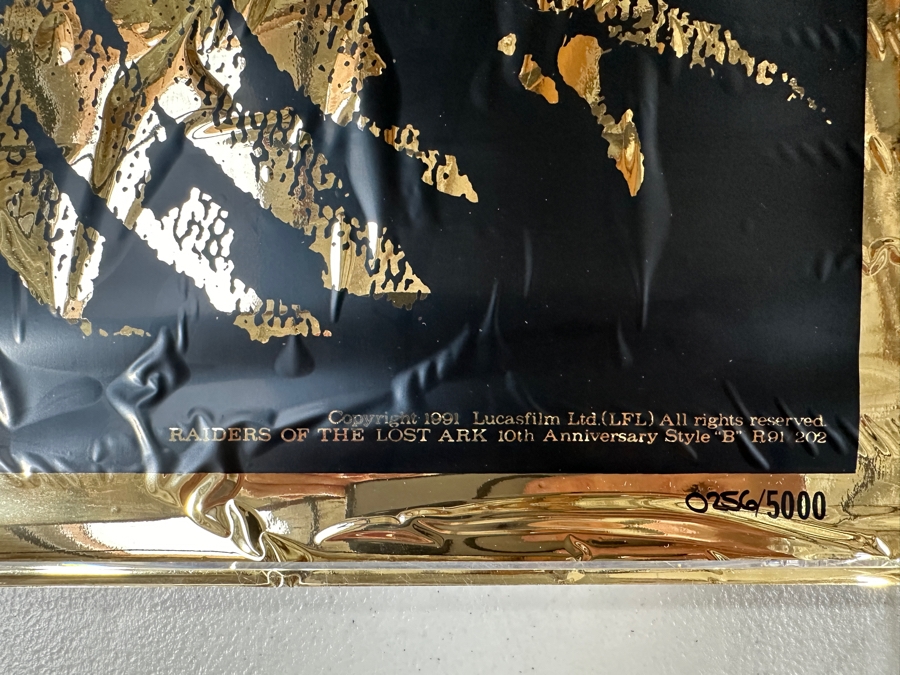 Copyright 1991 Lucasfilm Ltd.(LFL) All rights reserved.
RAIDERS OF THE LOST ARK 10th Anniversary Style "B" R91 202
0256/5000